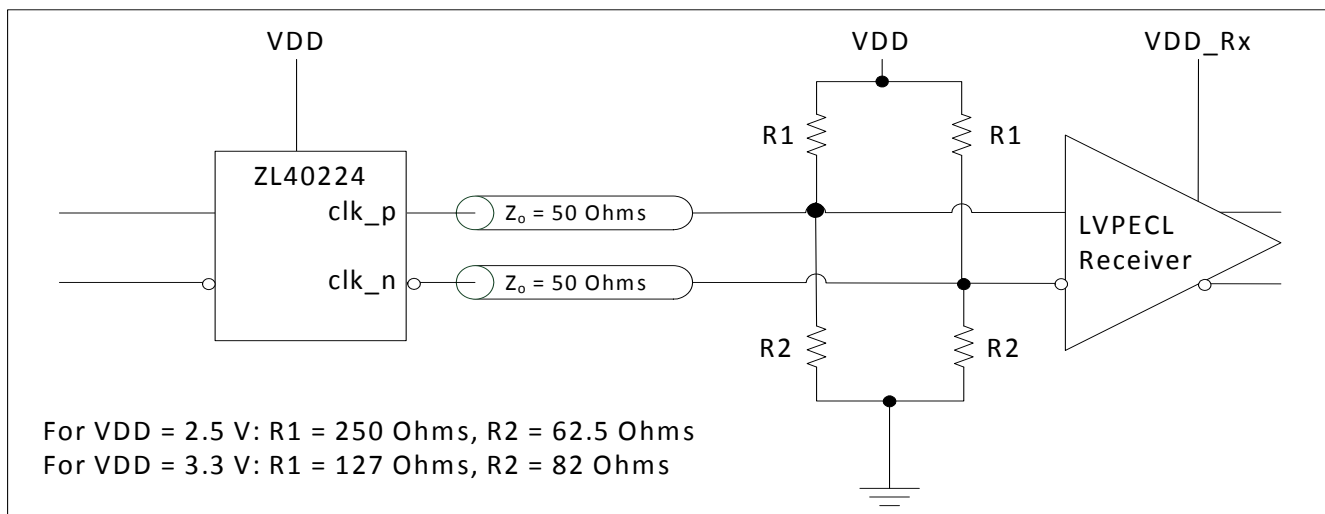 VDD
VDD
VDD_Rx
R1
R1
ZL40224
clk_p
Zo = 50 Ohms
LVPECL
Receiver
clk_n
Zo = 50 Ohms
R2
R2
For VDD = 2.5 V: R1 = 250 Ohms, R2 = 62.5 Ohms
For VDD = 3.3 V: R1 = 127 Ohms, R2 = 82 Ohms